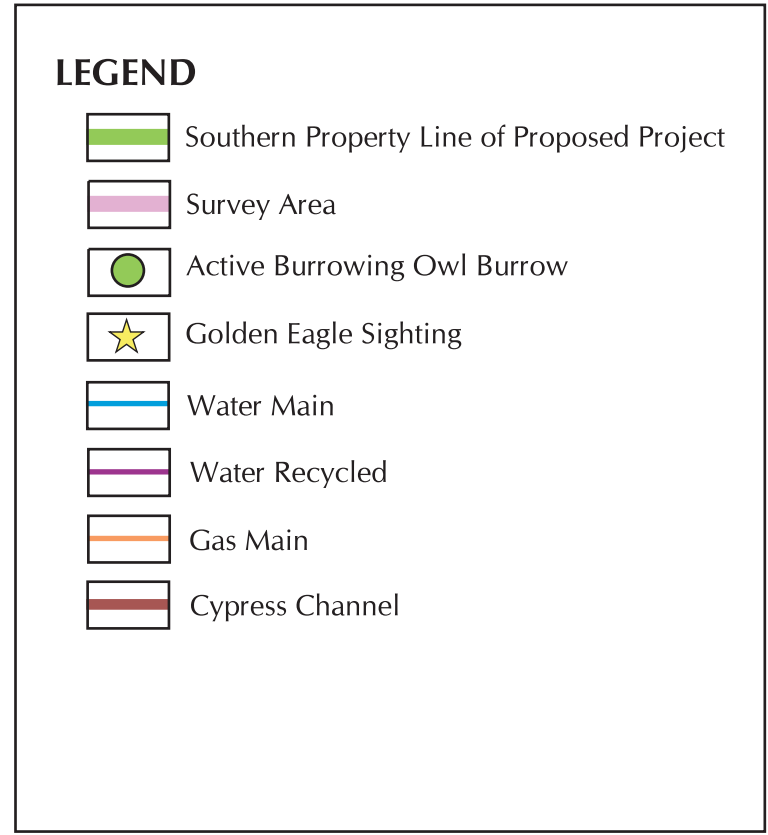 LEGEND
Southern Property Line of Proposed Project
Survey Area
Active Burrowing Owl Burrow
Golden Eagle Sighting
Water Main
Water Recycled
Gas Main
Cypress Channel